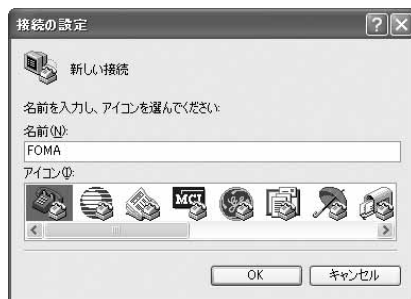 接続の設定
新しい接続
名前を入力し、アイコンを選んでください:
名前(N):
FOMA
アイコン(I):
MCI
OK
キャンセル